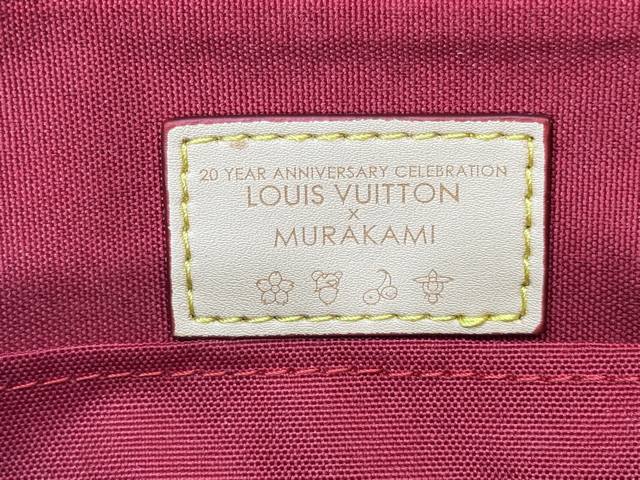 20 YEAR ANNIVERSARY CELEBRATION
LOUIS VUITTON
×
MURAKAMI